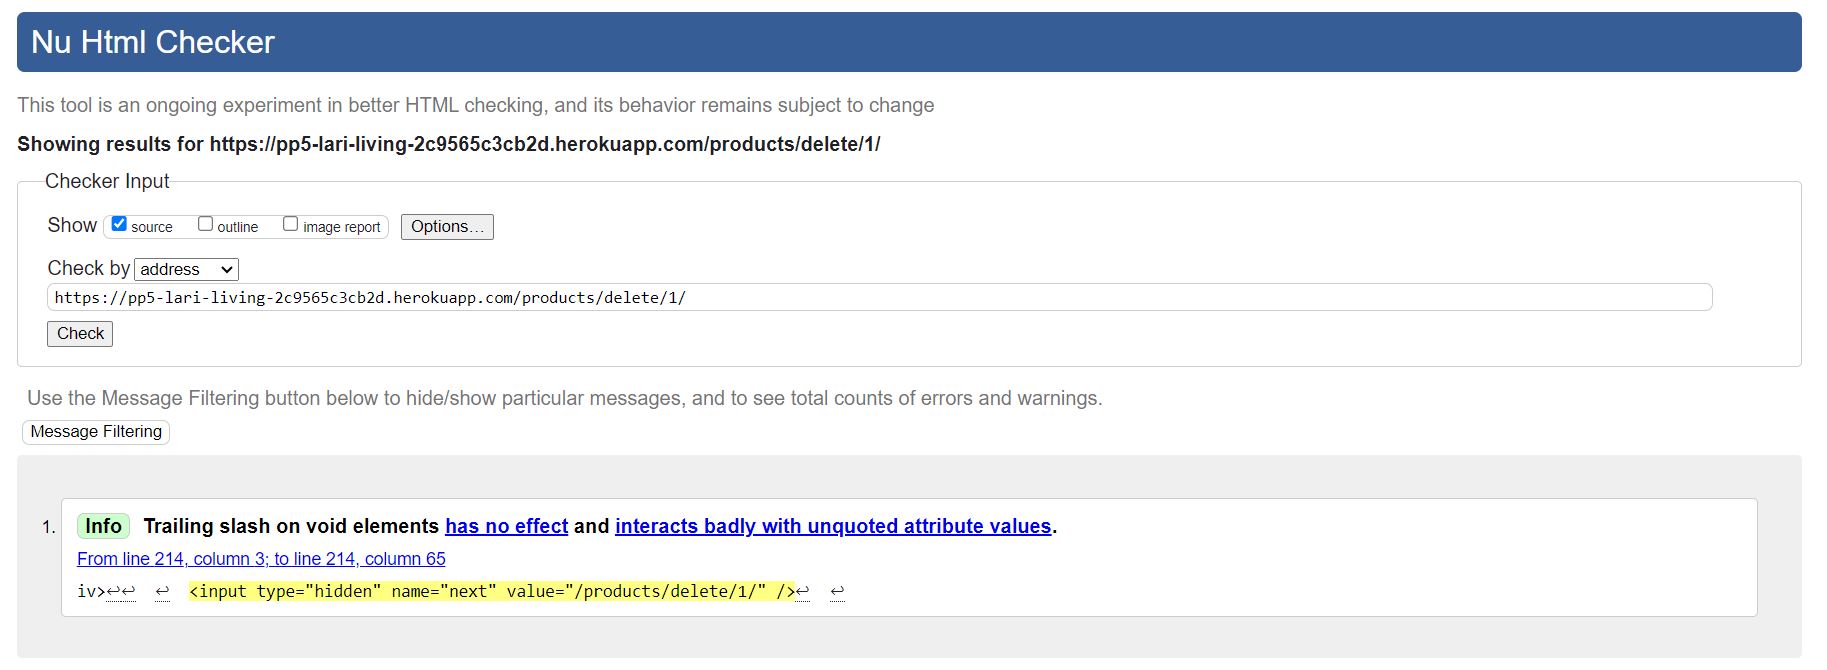 Nu Html Checker
This tool is an ongoing experiment in better HTML checking, and its behavior remains subject to change
Showing results for https://pp5-lari-living-2c9565c3cb2d.herokuapp.com/products/delete/1/
Checker Input
Show source outline image report Options...
Check by address
https://pp5-lari-living-2c9565c3cb2d.herokuapp.com/products/delete/1/
Check
Use the Message Filtering button below to hide/show particular messages, and to see total counts of errors and warnings.
Message Filtering
1. Info Trailing slash on void elements has no effect and interacts badly with unquoted attribute values.
From line 214, column 3; to line 214, column 65
iv>↩↩ ↩ <input type="hidden" name="next" value="/products/delete/1/" />↩ ↩